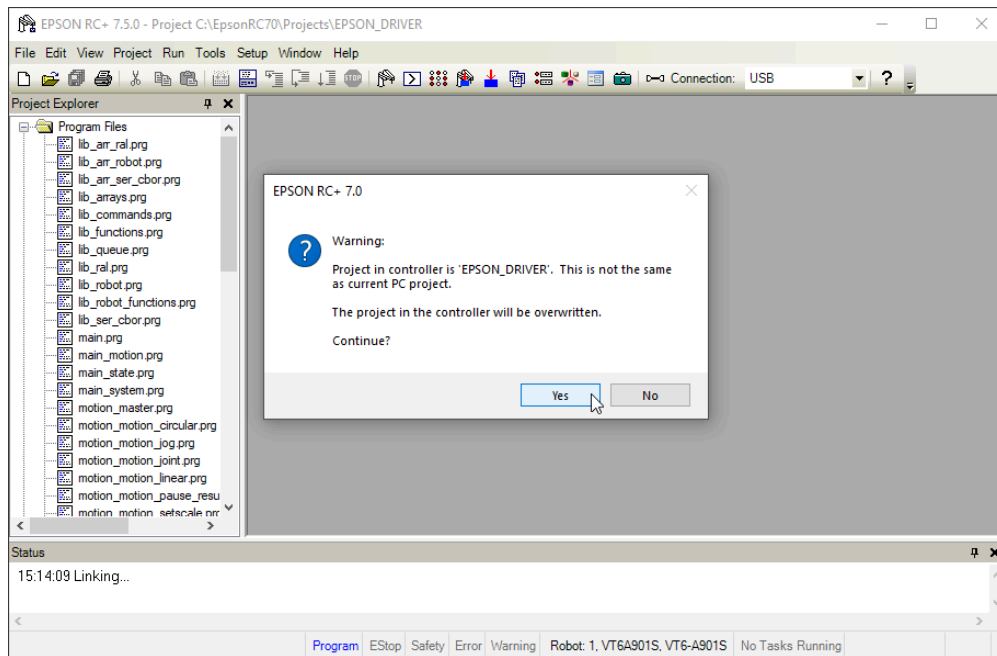 EPSON RC+ 7.5.0 - Project C:\EpsonRC70\Projects\EPSON_DRIVER
File Edit View Project Run Tools Setup Window Help
STOP Connection: USB ?
Project Explorer
Program Files
lib_arr_ral.prg
lib_arr_robot.prg
lib_arr_ser_cbor.prg
lib_arrays.prg
lib_commands.prg
lib_functions.prg
lib_queue.prg
lib_ral.prg
lib_robot.prg
lib_robot_functions.prg
lib_ser_cbor.prg
main.prg
main_motion.prg
main_state.prg
main_system.prg
motion_master.prg
motion_motion_circular.prg
motion_motion_jog.prg
motion_motion_joint.prg
motion_motion_linear.prg
motion_motion_pause_resu
motion_motion_setscale.prg
EPSON RC+ 7.0
Warning:
Project in controller is 'EPSON_DRIVER'. This is not the same
as current PC project.
The project in the controller will be overwritten.
Continue?
Yes No
Status
15:14:09 Linking...
Program EStop Safety Error Warning Robot: 1, VT6A901S, VT6-A901S No Tasks Running